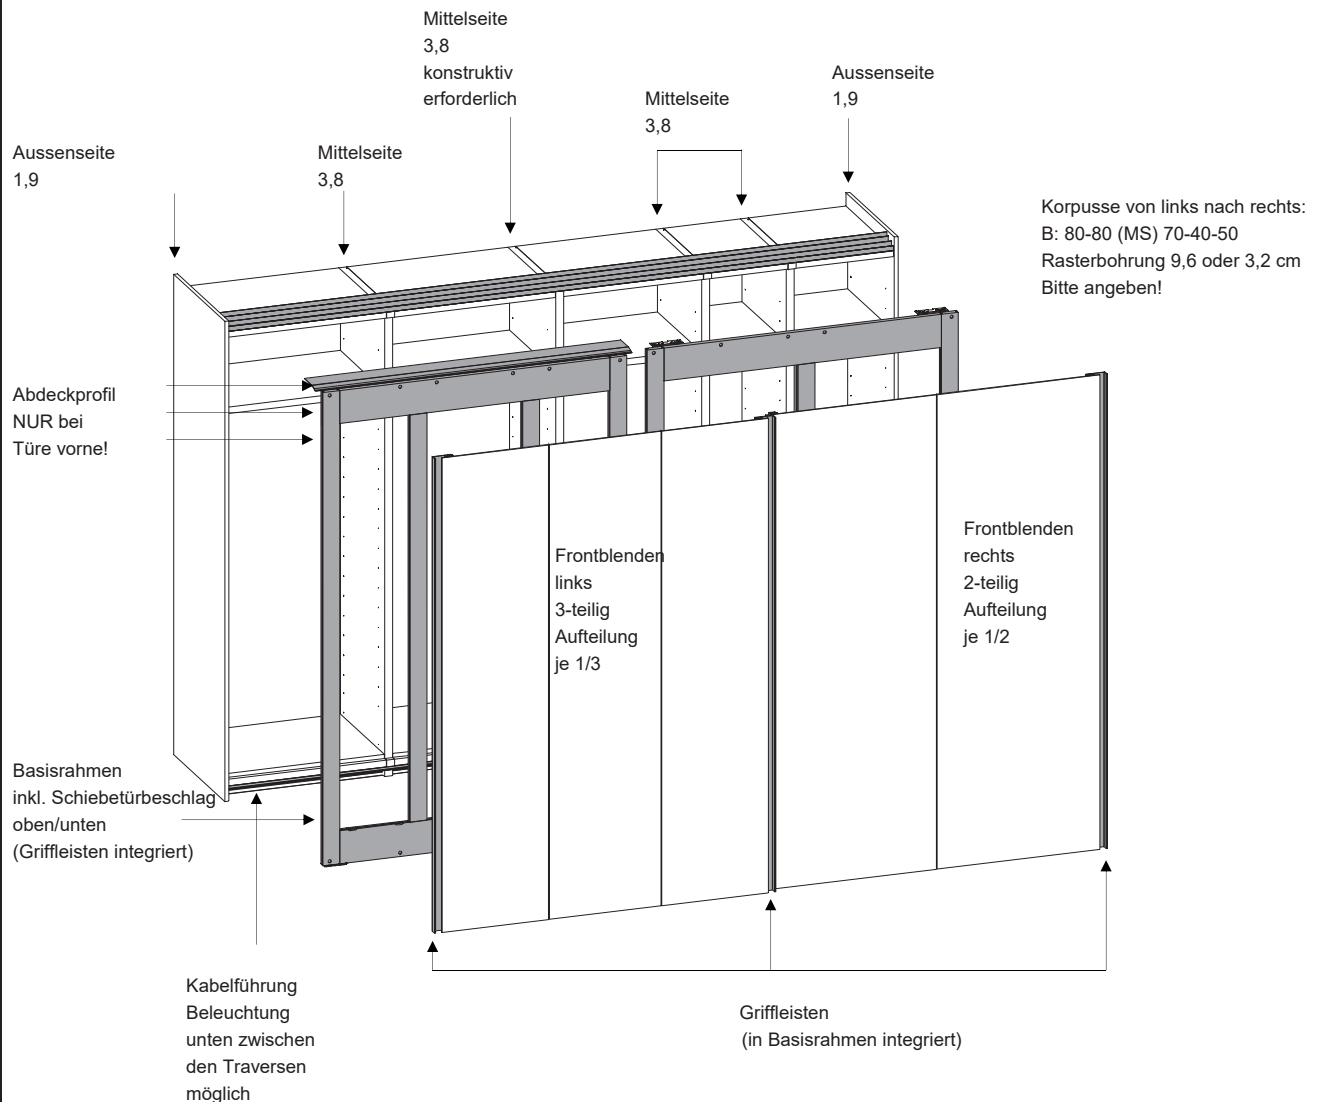 Mittelseite
3,8
konstruktiv
erforderlich
Aussenseite
1,9
Mittelseite
3,8
Aussenseite
1,9
Mittelseite
3,8
Korpusse von links nach rechts:
B: 80-80 (MS) 70-40-50
Rasterbohrung 9,6 oder 3,2 cm
Bitte angeben!
Abdeckprofil
NUR bei
Türe vorne!
Frontblenden
links
3-teilig
Aufteilung
je 1/3
Frontblenden
rechts
2-teilig
Aufteilung
je 1/2
Basisrahmen
inkl. Schiebetürbeschlag
oben/unten
(Griffleisten integriert)
Kabelführung
Beleuchtung
unten zwischen
den Traversen
möglich
Griffleisten
(in Basisrahmen integriert)